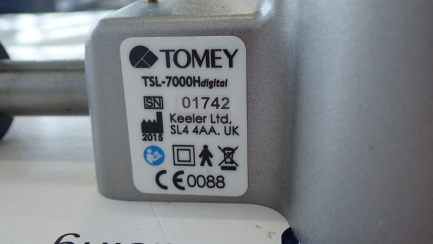 TOMEY
TSL-7000Hdigital
SN 01742
Keeler Ltd,
SL4 4AA. UK
2015
CE0088